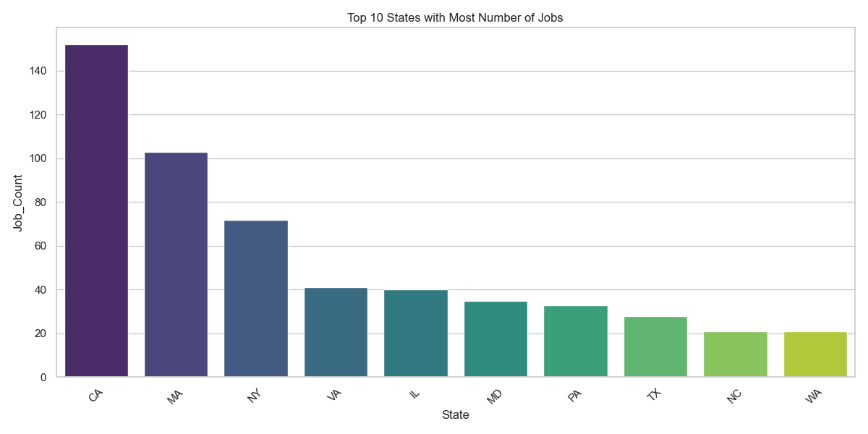 Top 10 States with Most Number of Jobs
Job_Count
140
120
100
80
60
40
20
0
CA MA NY VA IL MD PA TX NC WA
State